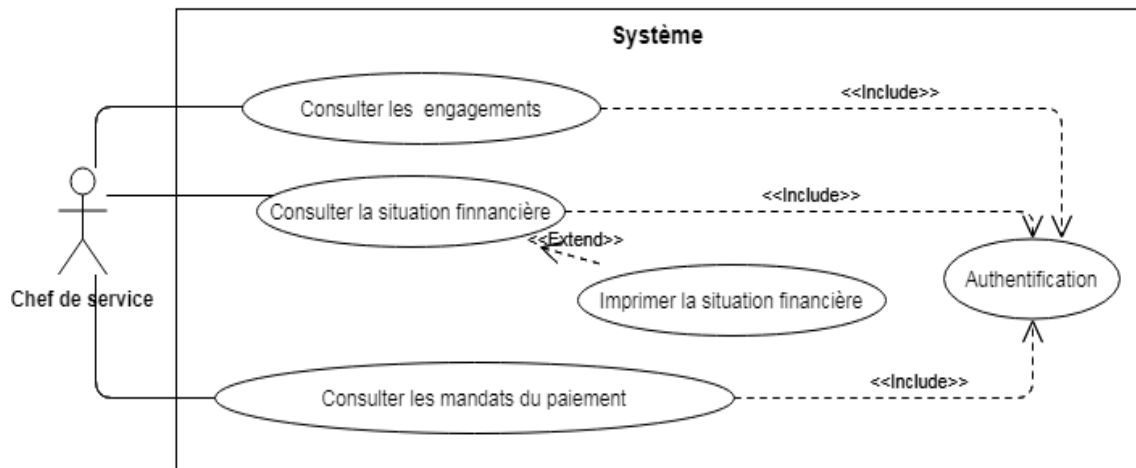 Système
Consulter les engagements
<<Include>>
Consulter la situation finnancière
<<Include>>
<<Extend>>
Imprimer la situation financière
Authentification
Chef de service
Consulter les mandats du paiement
<<Include>>